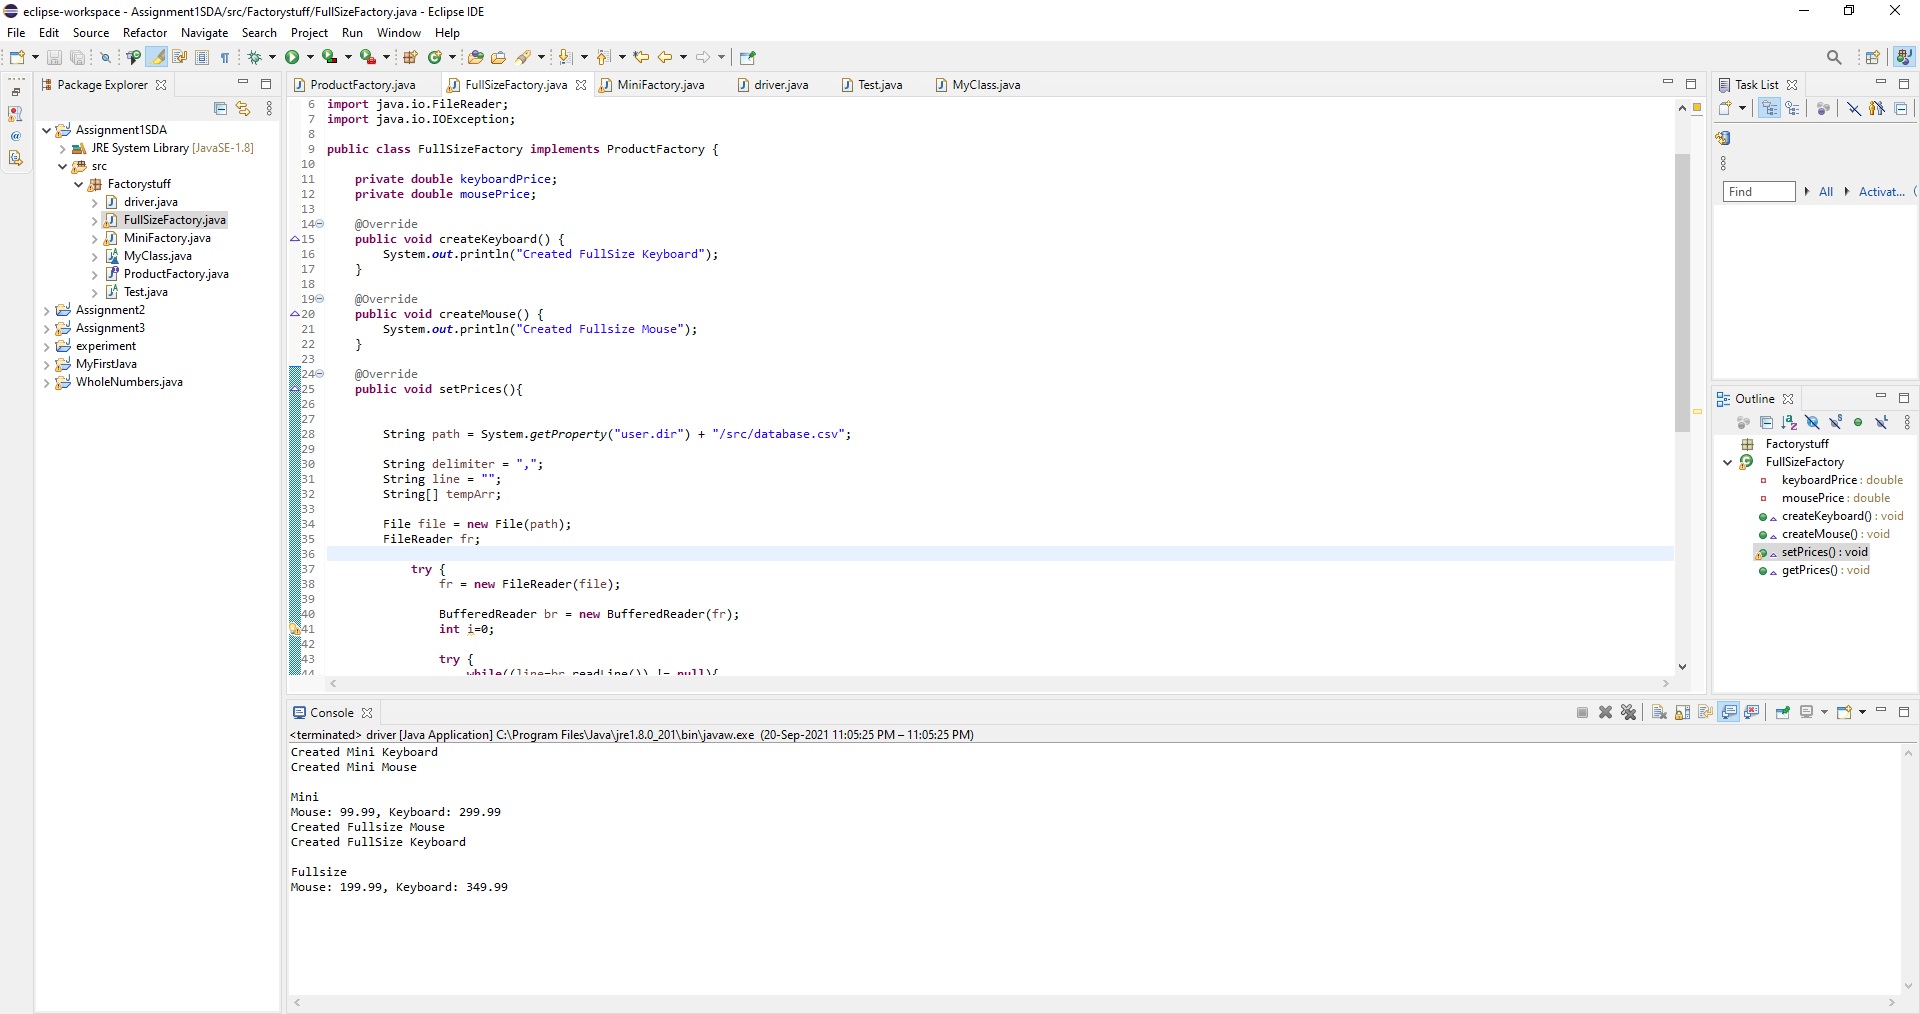 eclipse-workspace - Assignment1SDA/src/Factorystuff/FullSizeFactory.java - Eclipse IDE
File Edit Source Refactor Navigate Search Project Run Window Help
Package Explorer
Assignment1SDA
JRE System Library [JavaSE-1.8]
src
Factorystuff
driver.java
FullSizeFactory.java
MiniFactory.java
MyClass.java
ProductFactory.java
Test.java
Assignment2
Assignment3
experiment
MyFirstJava
WholeNumbers.java
ProductFactory.java FullSizeFactory.java MiniFactory.java driver.java Test.java MyClass.java
6 import java.io.FileReader;
7 import java.io.IOException;
8
9 public class FullSizeFactory implements ProductFactory {
10
11 private double keyboardPrice;
12 private double mousePrice;
13
14 @Override
15 public void createKeyboard() {
16 System.out.println("Created FullSize Keyboard");
17 }
18
19 @Override
20 public void createMouse() {
21 System.out.println("Created Fullsize Mouse");
22 }
23
24 @Override
25 public void setPrices(){
26
27
28 String path = System.getProperty("user.dir") + "/src/database.csv";
29
30 String delimiter = ",";
31 String line = "";
32 String[] tempArr;
33
34 File file = new File(path);
35 FileReader fr;
36
37 try {
38 fr = new FileReader(file);
39
40 BufferedReader br = new BufferedReader(fr);
41 int i=0;
42
43 try {
44 while((line=br.readLine()) != null){
Task List
Find All Activat...
Outline
Factorystuff
FullSizeFactory
keyboardPrice : double
mousePrice : double
createKeyboard() : void
createMouse() : void
setPrices() : void
getPrices() : void
Console
<terminated> driver [Java Application] C:\Program Files\Java\jre1.8.0_201\bin\javaw.exe (20-Sep-2021 11:05:25 PM – 11:05:25 PM)
Created Mini Keyboard
Created Mini Mouse
Mini
Mouse: 99.99, Keyboard: 299.99
Created Fullsize Mouse
Created FullSize Keyboard
Fullsize
Mouse: 199.99, Keyboard: 349.99